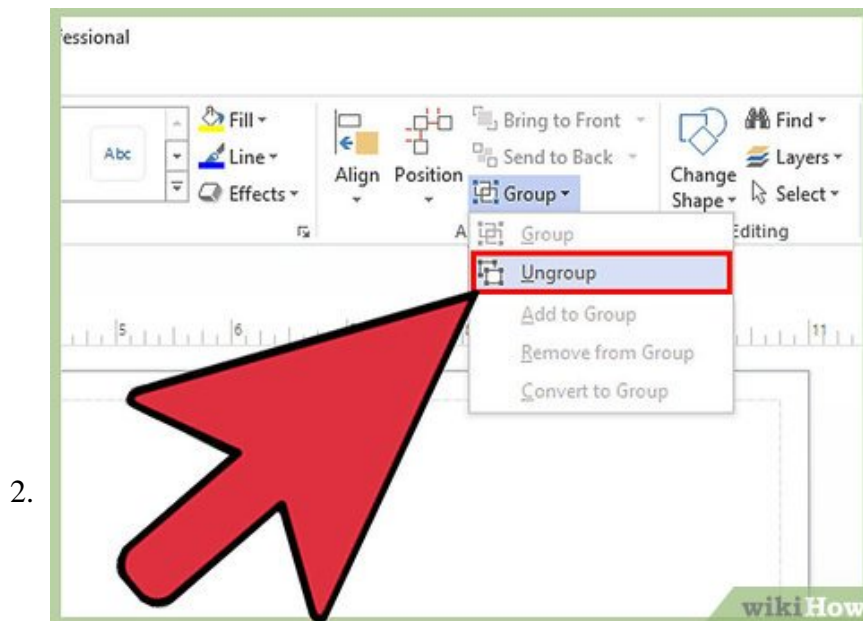 fessional
Abc
Fill
Line
Effects
Align
Position
Bring to Front
Send to Back
Group
Change
Shape
Find
Layers
Select
A
Editing
Group
Ungroup
Add to Group
Remove from Group
Convert to Group
5
6
11
2.
wikiHow